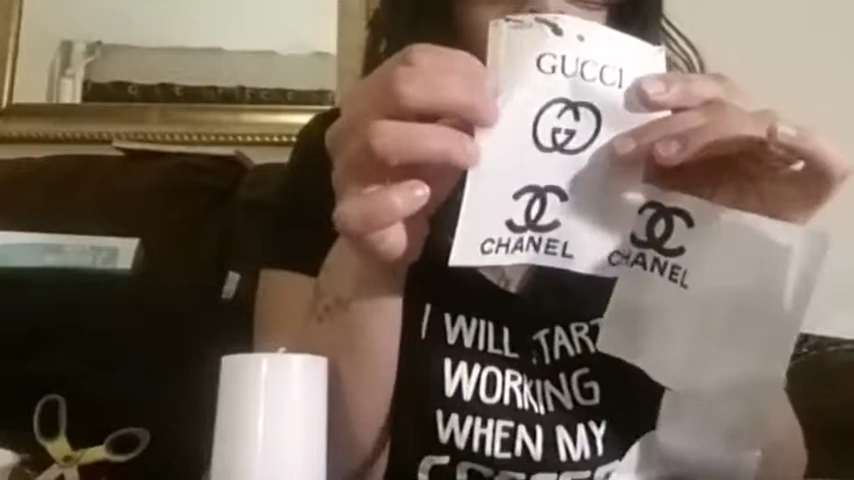 GUCCI
CHANEL
CHANEL
I WILL START
WORKING
WHEN MY